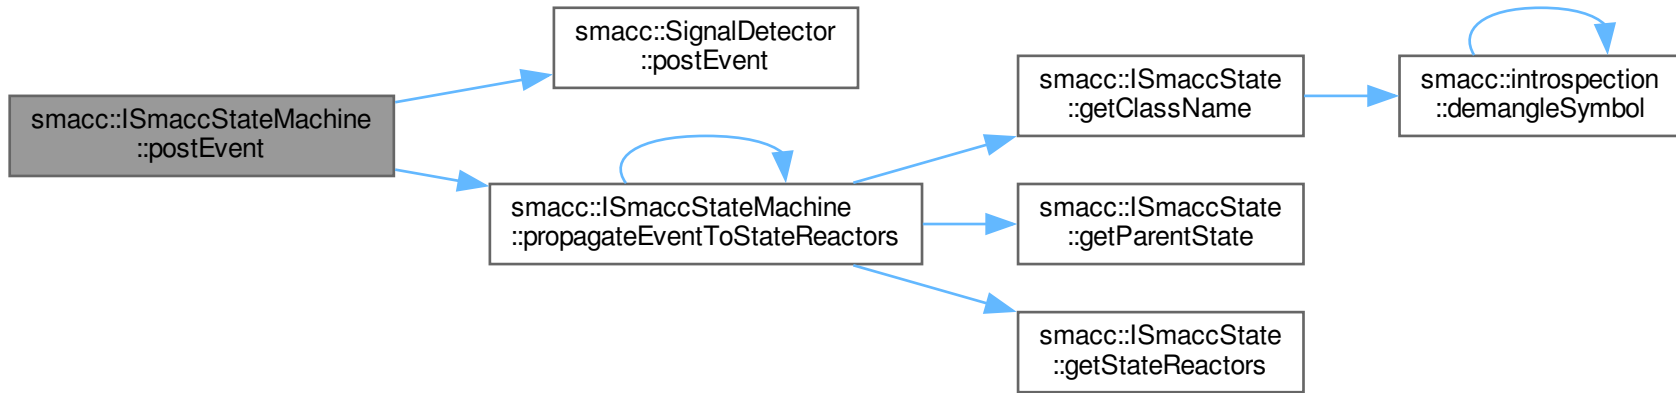 smacc::ISmaccStateMachine
::postEvent
smacc::SignalDetector
::postEvent
smacc::ISmaccStateMachine
::propagateEventToStateReactors
smacc::ISmaccState
::getClassName
smacc::introspection
::demangleSymbol
smacc::ISmaccState
::getParentState
smacc::ISmaccState
::getStateReactors